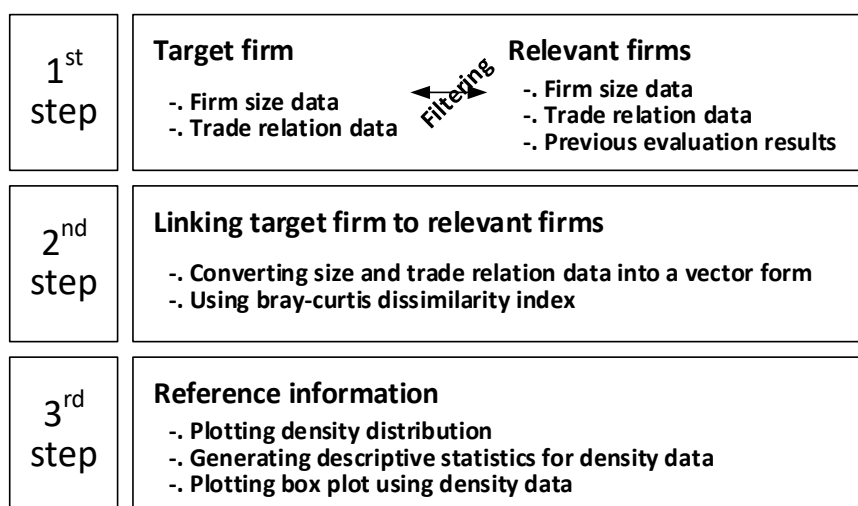 1st
step
Target firm
-. Firm size data
-. Trade relation data
Filtering
Relevant firms
-. Firm size data
-. Trade relation data
-. Previous evaluation results
2nd
step
Linking target firm to relevant firms
-. Converting size and trade relation data into a vector form
-. Using bray-curtis dissimilarity index
3rd
step
Reference information
-. Plotting density distribution
-. Generating descriptive statistics for density data
-. Plotting box plot using density data